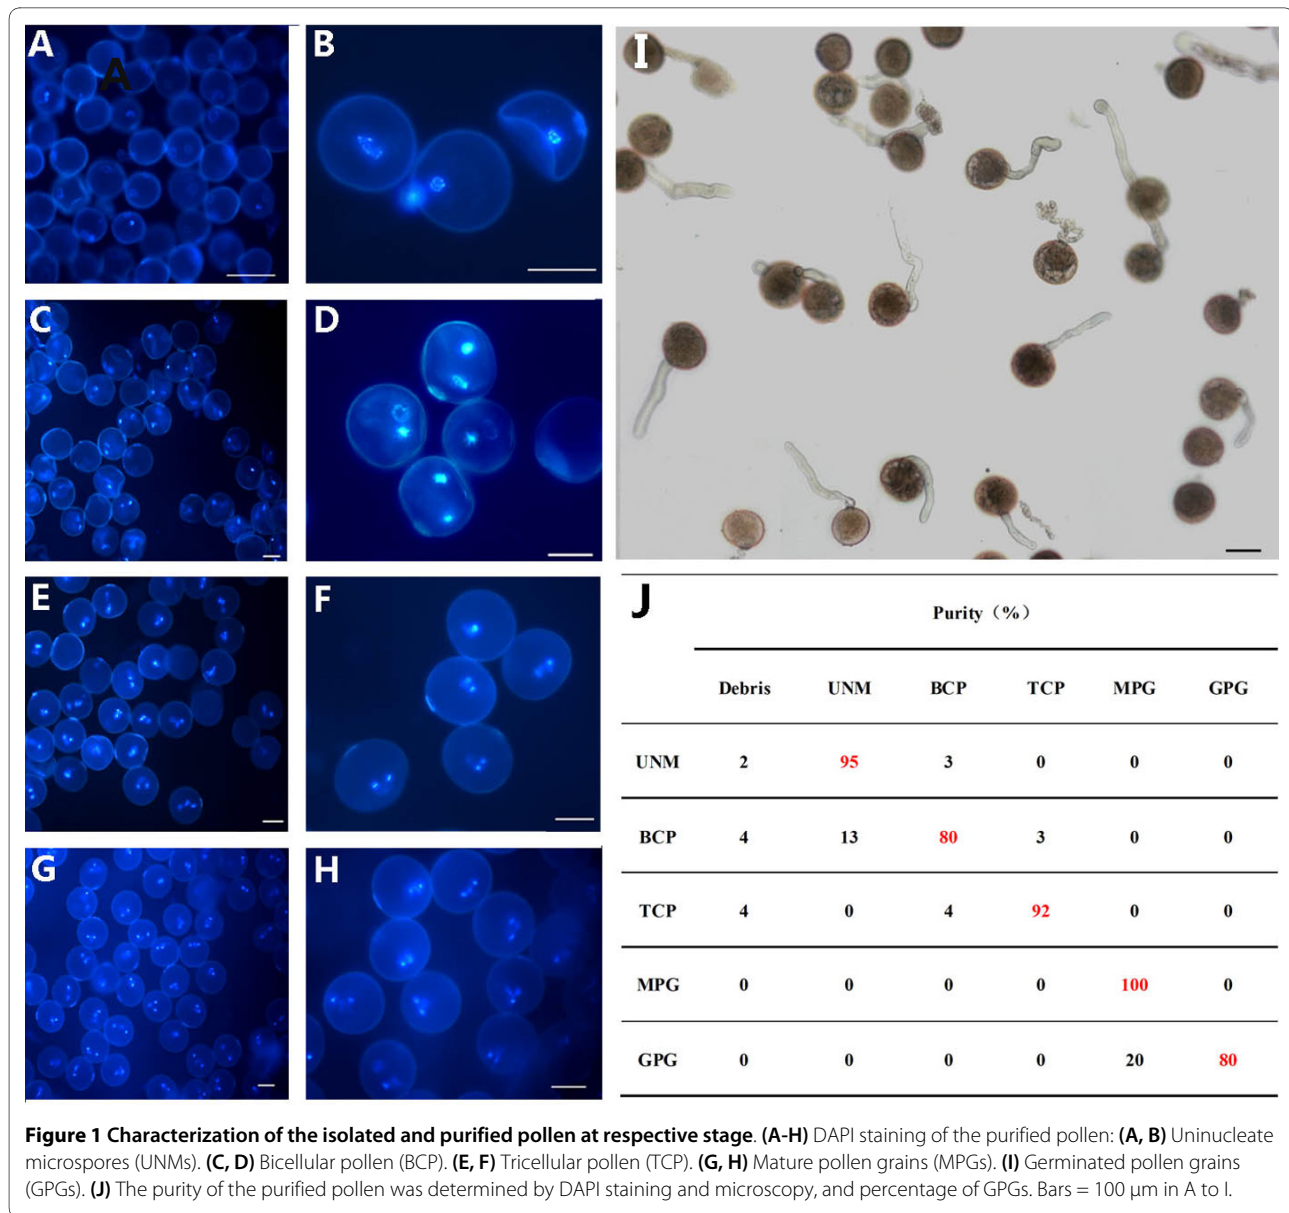 A
A
B
I
C
D
E
F
G
H
J
Purity（%）
Debris UNM BCP TCP MPG GPG
UNM 2 95 3 0 0 0
BCP 4 13 80 3 0 0
TCP 4 0 4 92 0 0
MPG 0 0 0 0 100 0
GPG 0 0 0 0 20 80
Figure 1 Characterization of the isolated and purified pollen at respective stage. (A-H) DAPI staining of the purified pollen: (A, B) Uninucleate
microspores (UNMs). (C, D) Bicellular pollen (BCP). (E, F) Tricellular pollen (TCP). (G, H) Mature pollen grains (MPGs). (I) Germinated pollen grains
(GPGs). (J) The purity of the purified pollen was determined by DAPI staining and microscopy, and percentage of GPGs. Bars = 100 μm in A to I.